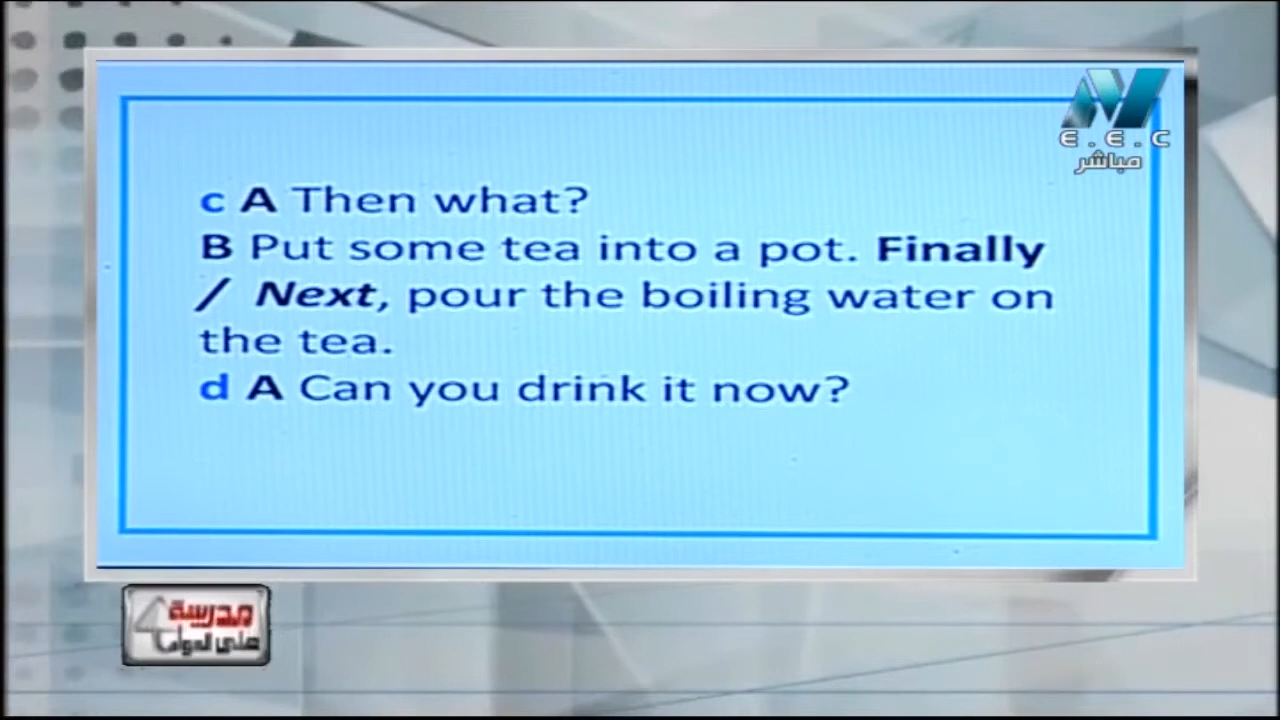 E . E . C
مباشر
c A Then what?
B Put some tea into a pot. Finally
/ Next, pour the boiling water on
the tea.
d A Can you drink it now?
مدرسة
على الهواء